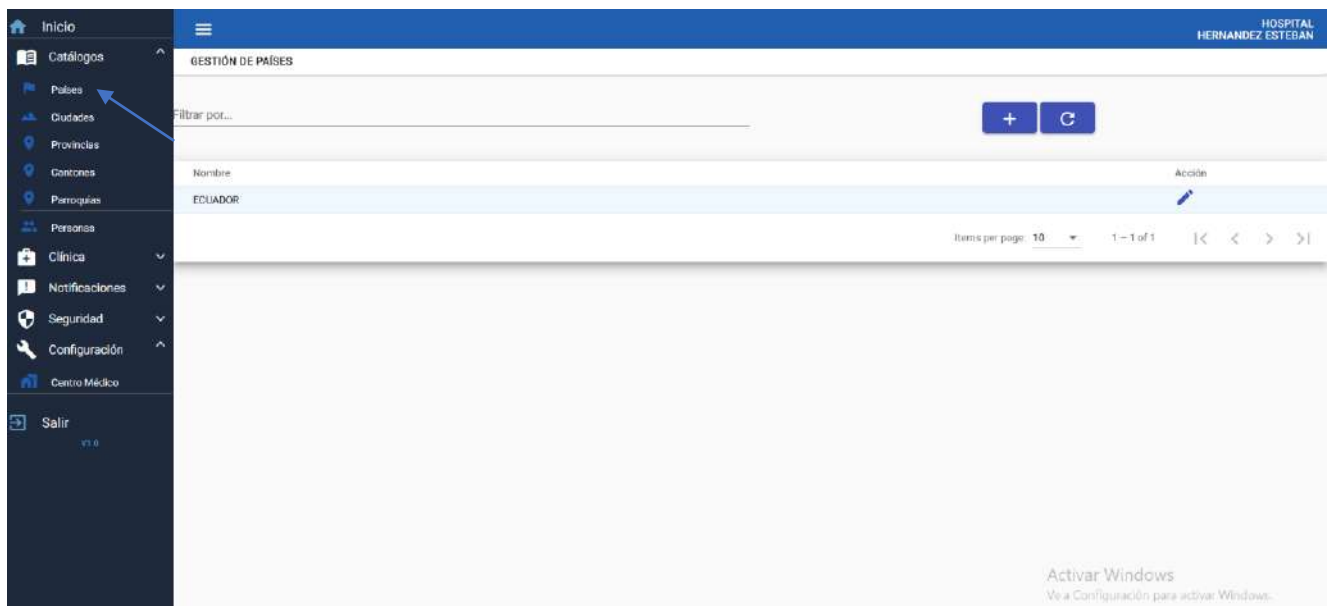 Inicio
HOSPITAL
HERNANDEZ ESTEBAN
Catálogos
GESTIÓN DE PAÍSES
Países
Ciudades
Filtrar por...
Provincias
Cantones
Nombre
Acción
Parroquias
ECUADOR
Personas
Items per page: 10
1 – 1 of 1
Clínica
Notificaciones
Seguridad
Configuración
Centro Médico
Salir
V1.0
Activar Windows
Ve a Configuración para activar Windows.